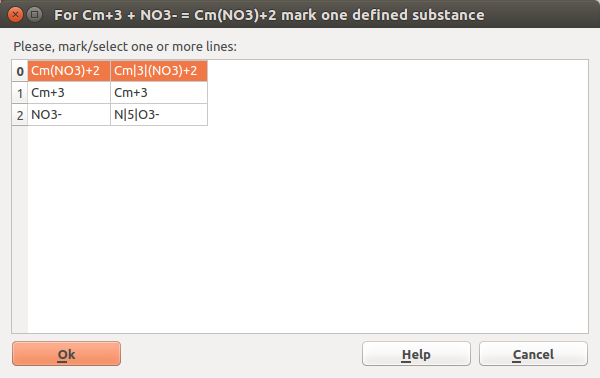 For Cm+3 + NO3- = Cm(NO3)+2 mark one defined substance
Please, mark/select one or more lines:
0 Cm(NO3)+2 Cm|3|(NO3)+2
1 Cm+3 Cm+3
2 NO3- N|5|O3-
Ok Help Cancel